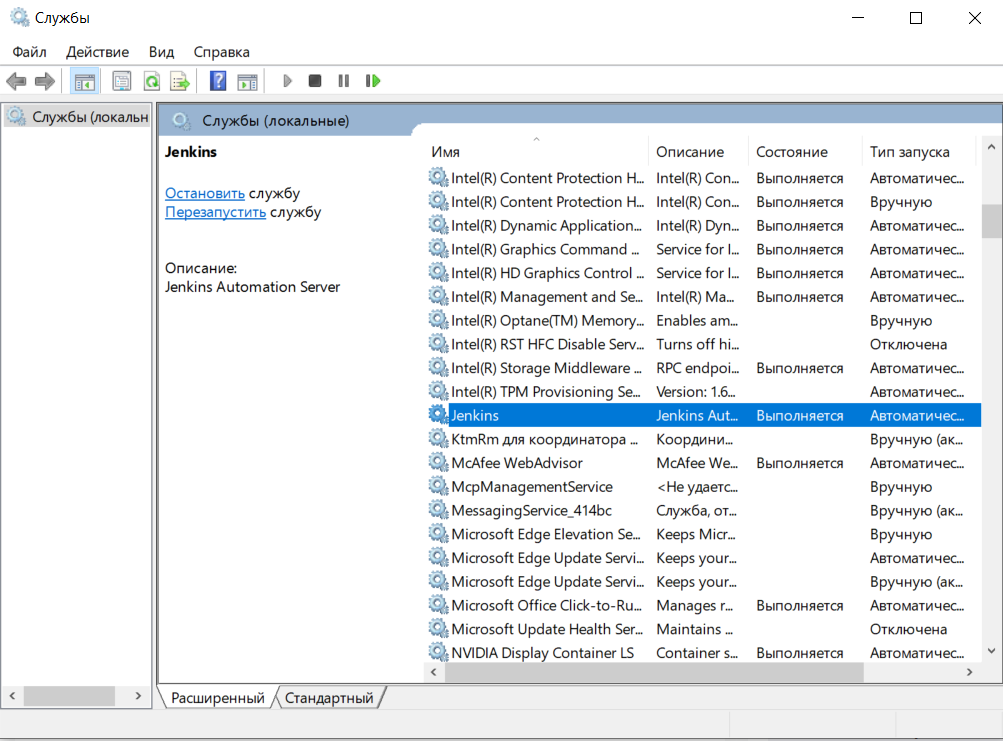 Службы
Файл Действие Вид Справка
Службы (локальн
Службы (локальные)
Jenkins
Остановить службу
Перезапустить службу
Описание:
Jenkins Automation Server
Имя Описание Состояние Тип запуска
Intel(R) Content Protection H... Intel(R) Con... Выполняется Автоматичес...
Intel(R) Content Protection H... Intel(R) Con... Выполняется Вручную
Intel(R) Dynamic Application... Intel(R) Dyn... Выполняется Автоматичес...
Intel(R) Graphics Command ... Service for I... Выполняется Автоматичес...
Intel(R) HD Graphics Control ... Service for I... Выполняется Автоматичес...
Intel(R) Management and Se... Intel(R) Ma... Выполняется Автоматичес...
Intel(R) Optane(TM) Memory... Enables am... Вручную
Intel(R) RST HFC Disable Serv... Turns off hi... Отключена
Intel(R) Storage Middleware ... RPC endpoi... Выполняется Автоматичес...
Intel(R) TPM Provisioning Se... Version: 1.6... Автоматичес...
Jenkins Jenkins Aut... Выполняется Автоматичес...
KtmRm для координатора ... Координи... Вручную (ак...
McAfee WebAdvisor McAfee We... Выполняется Автоматичес...
McpManagementService <Не удаетс... Вручную
MessagingService_414bc Служба, от... Вручную (ак...
Microsoft Edge Elevation Se... Keeps Micr... Вручную
Microsoft Edge Update Servi... Keeps your... Автоматичес...
Microsoft Edge Update Servi... Keeps your... Вручную (ак...
Microsoft Office Click-to-Ru... Manages r... Выполняется Автоматичес...
Microsoft Update Health Ser... Maintains ... Отключена
NVIDIA Display Container LS Container s... Выполняется Автоматичес...
Расширенный Стандартный